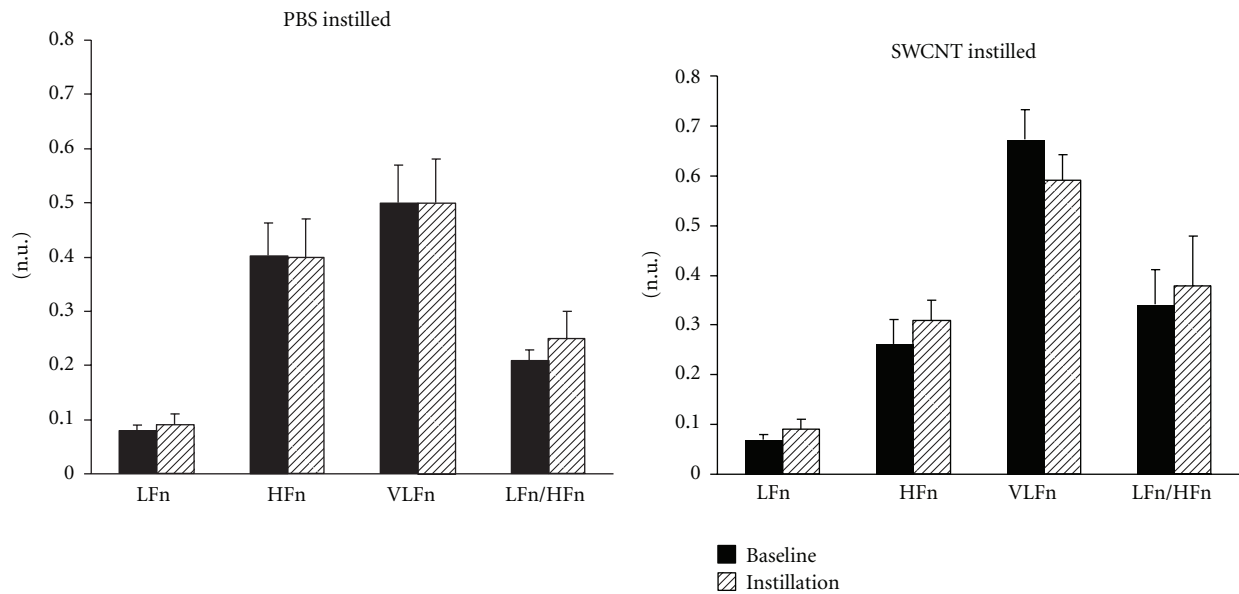 PBS instilled
0.8
0.7
0.6
0.5
0.4
0.3
0.2
0.1
0
(n.u.)
LFn HFn VLFn LFn/HFn
SWCNT instilled
0.8
0.7
0.6
0.5
0.4
0.3
0.2
0.1
0
(n.u.)
LFn HFn VLFn LFn/HFn
Baseline
Instillation